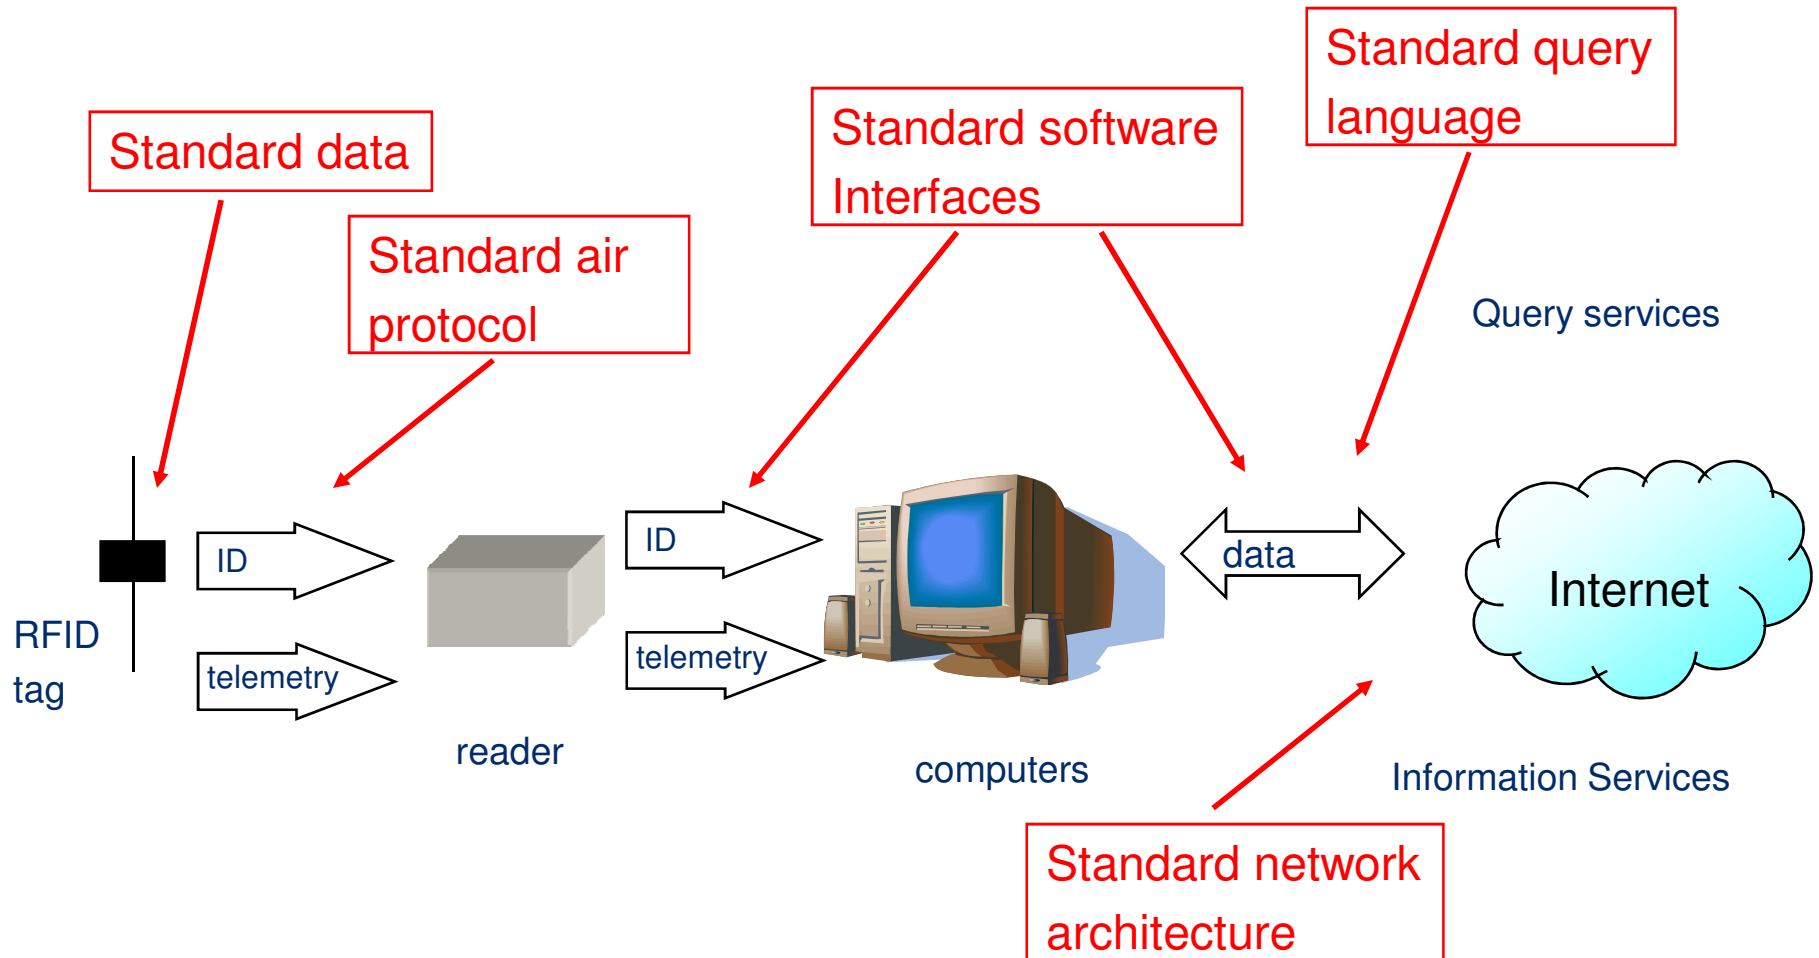 Standard query
language
Standard data
Standard software
Interfaces
Standard air
protocol
Query services
ID
ID
data
Internet
RFID
tag
telemetry
telemetry
reader
computers
Information Services
Standard network
architecture